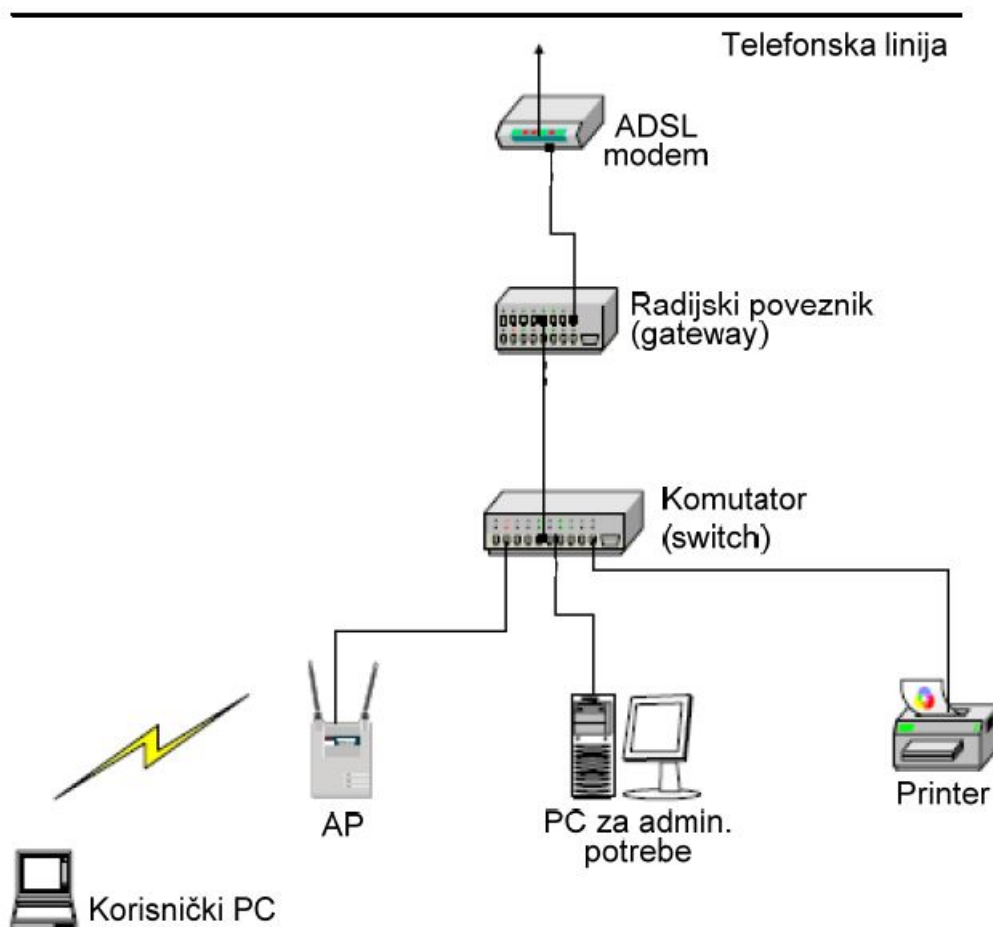 Telefonska linija
ADSL
modem
Radijski poveznik
(gateway)
Komutator
(switch)
AP
PC za admin.
potrebe
Printer
Korisnički PC